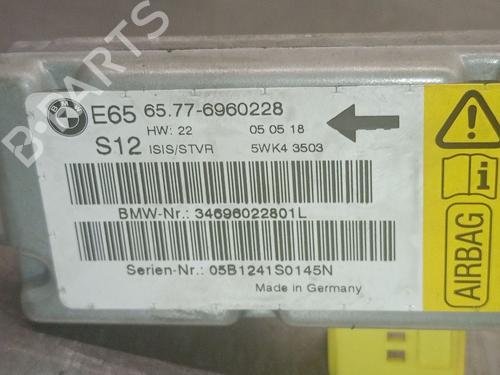 BMW
E65 65.77-6960228
HW: 22 05 05 18
S12 ISIS/STVR 5WK4 3503
BMW-Nr.: 34696022801L
Serien-Nr.: 05B1241S0145N
Made in Germany
AIRBAG
B-PARTS